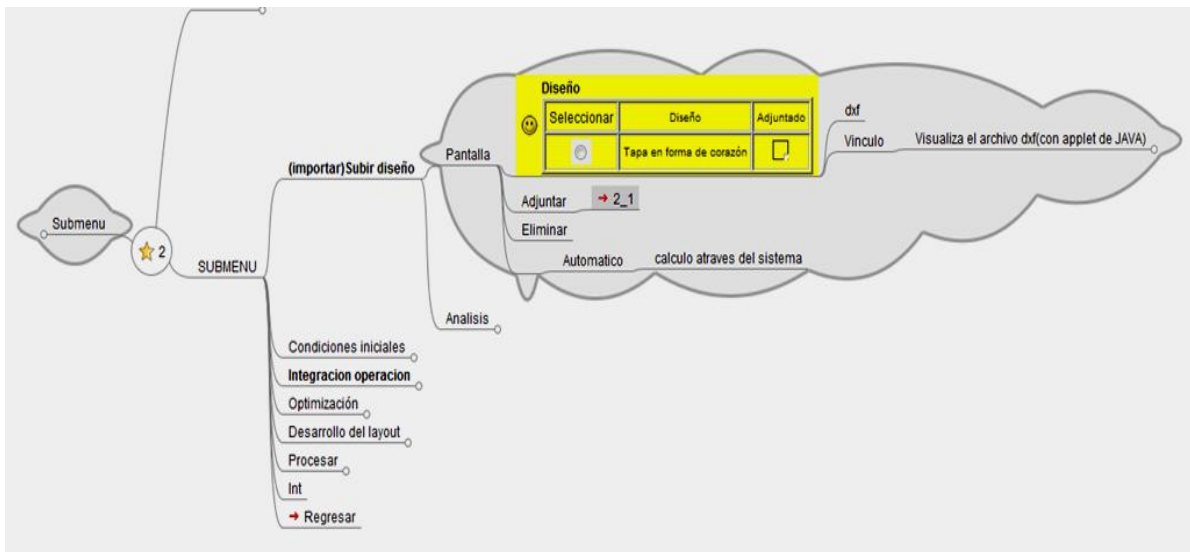 Submenu
2
SUBMENU
(importar)Subir diseño
Pantalla
Diseño
Seleccionar Diseño Adjuntado
Tapa en forma de corazón
dxf
Vinculo
Visualiza el archivo dxf(con applet de JAVA)
Adjuntar
2_1
Eliminar
Automatico
calculo atraves del sistema
Analisis
Condiciones iniciales
Integracion operacion
Optimización
Desarrollo del layout
Procesar
Int
Regresar